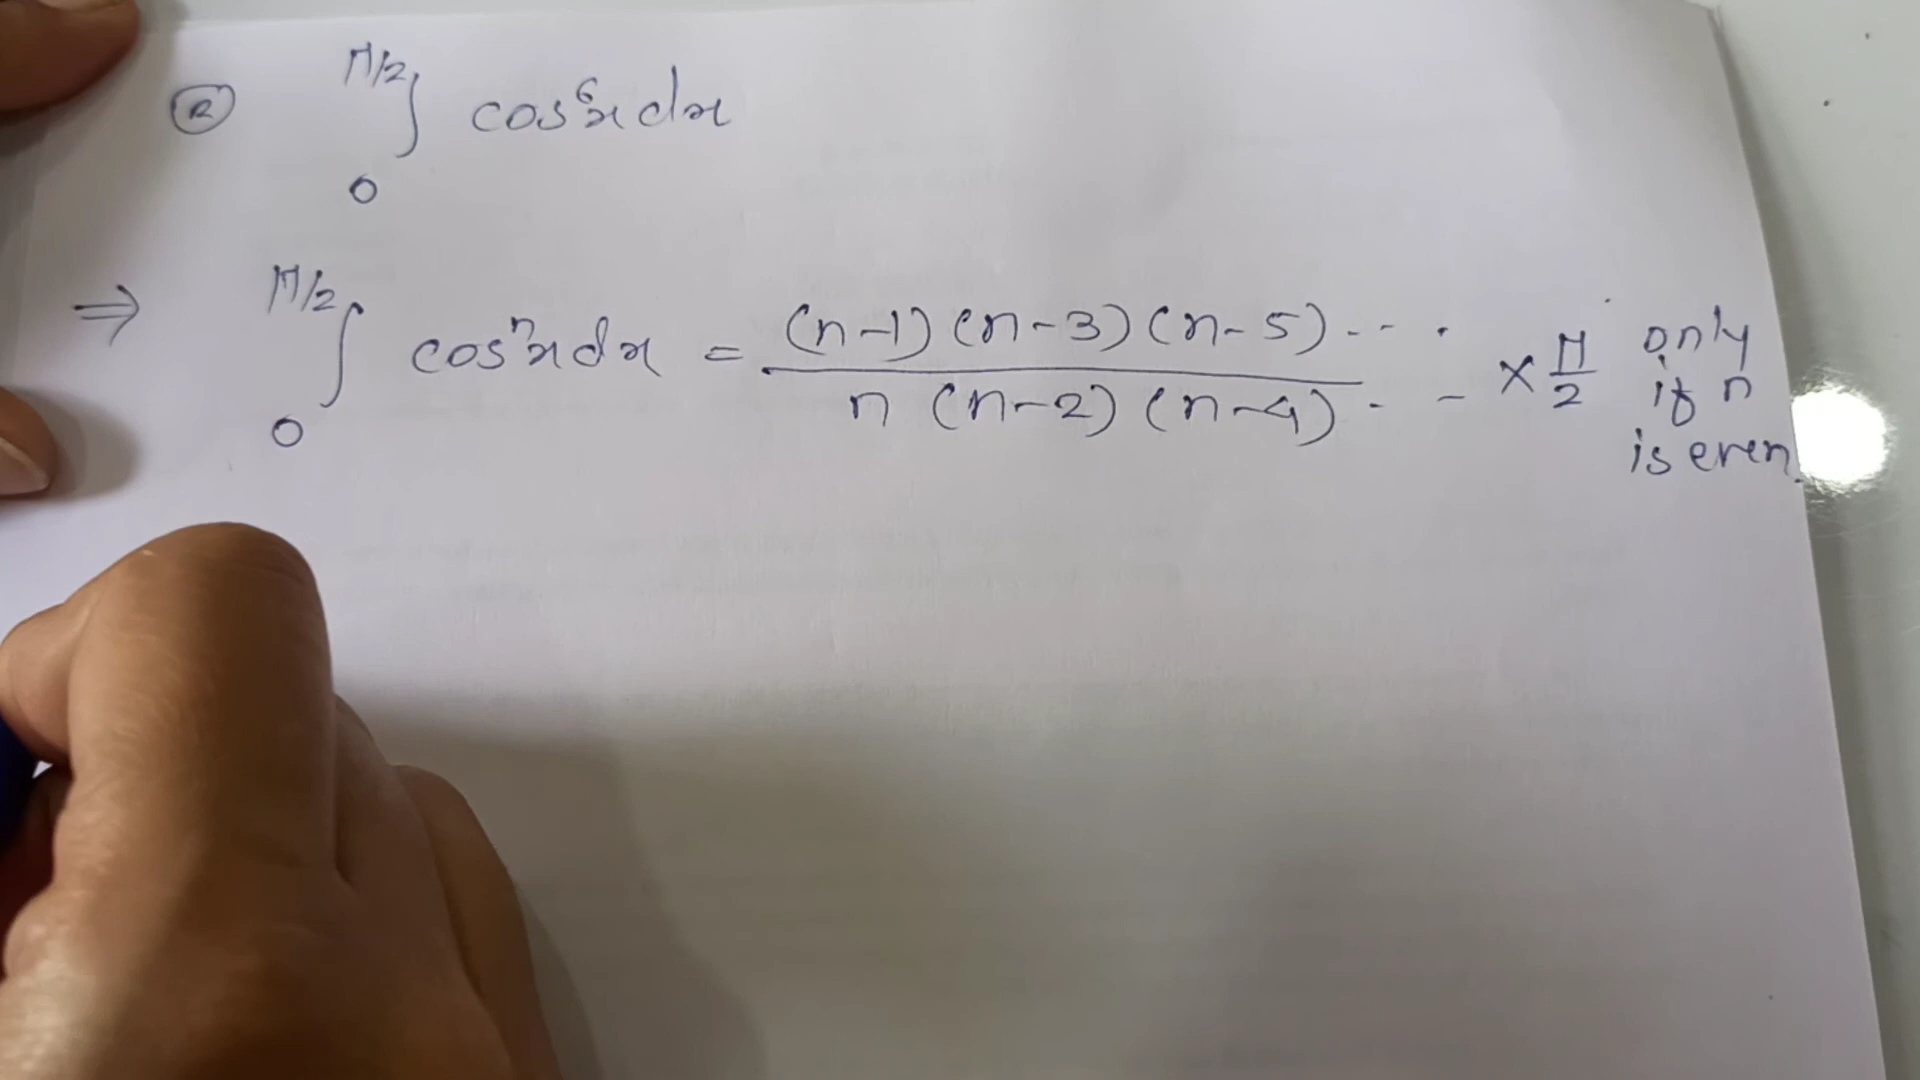 ② π/2 ∫ 0 cos⁶x dx
⇒ π/2 ∫ 0 cosⁿx dx = (n-1)(n-3)(n-5)... / n(n-2)(n-4)... × π/2 only
if n
is even.